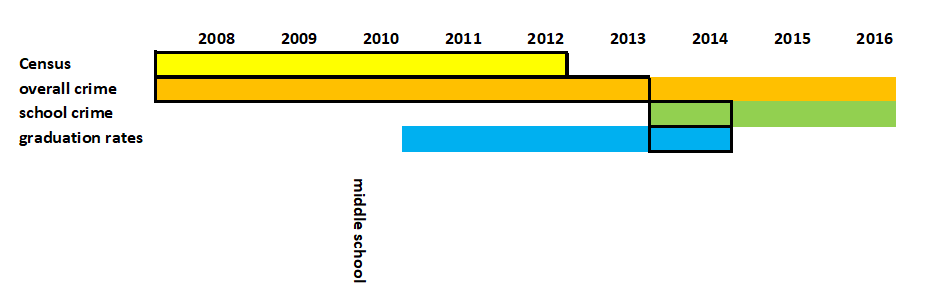 2008 2009 2010 2011 2012 2013 2014 2015 2016
Census
overall crime
school crime
graduation rates
middle school